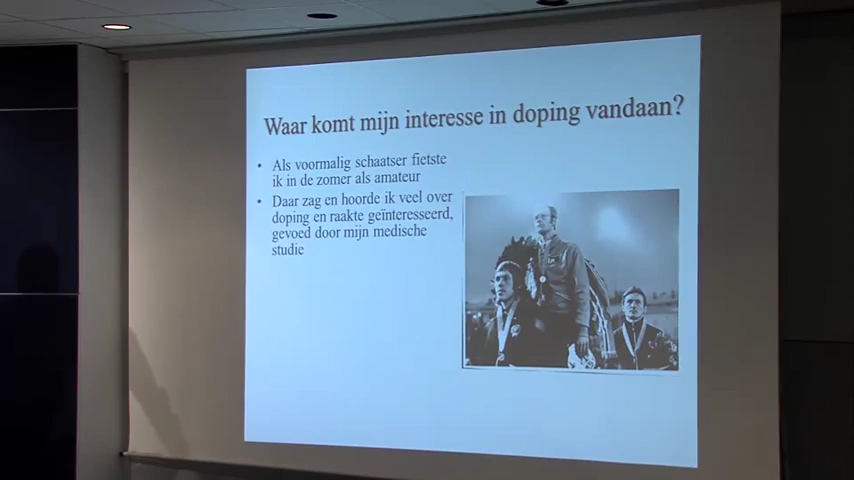 Waar komt mijn interesse in doping vandaan?
• Als voormalig schaatser fietste
ik in de zomer als amateur
• Daar zag en hoorde ik veel over
doping en raakte geïnteresseerd,
gevoed door mijn medische
studie